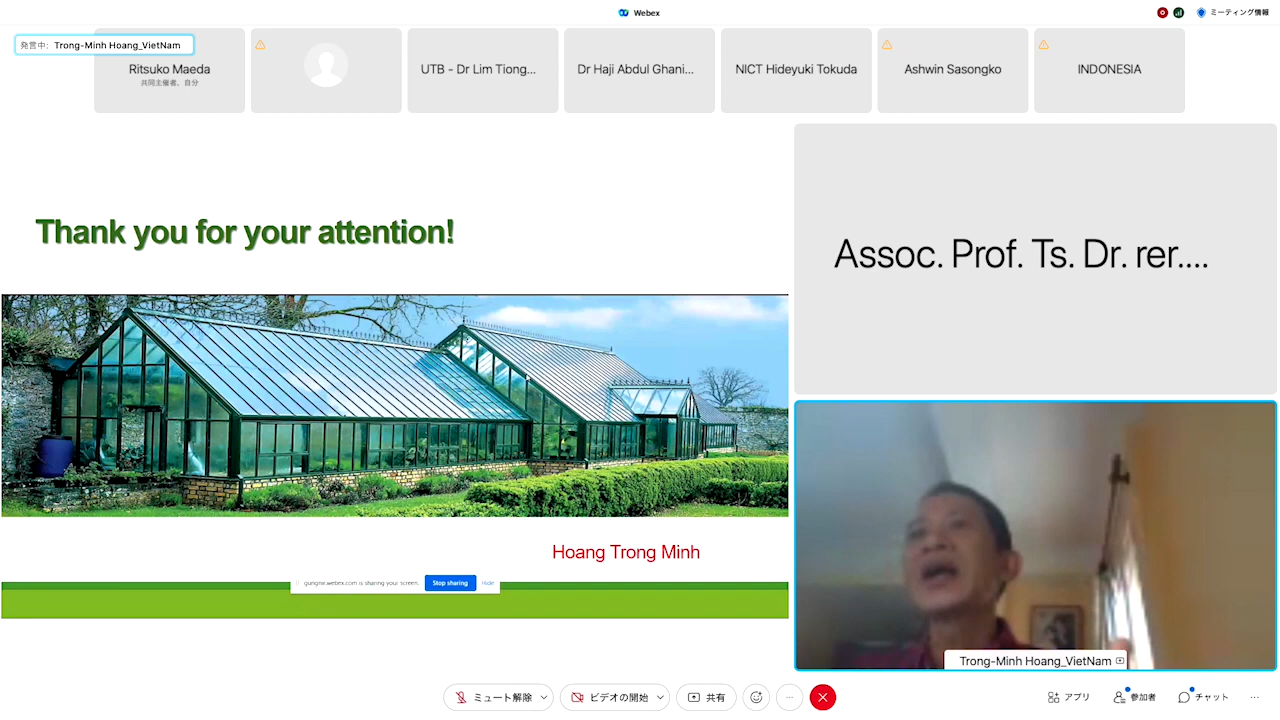 Webex
ミーティング情報
発言中: Trong-Minh Hoang_VietNam
Ritsuko Maeda
共同主催者、自分
UTB - Dr Lim Tiong...
Dr Haji Abdul Ghani...
NICT Hideyuki Tokuda
Ashwin Sasongko
INDONESIA
Thank you for your attention!
Assoc. Prof. Ts. Dr. rer....
Hoang Trong Minh
is sharing your screen.
Stop sharing
Hide
Trong-Minh Hoang_VietNam
ミュート解除
ビデオの開始
共有
アプリ
参加者
チャット